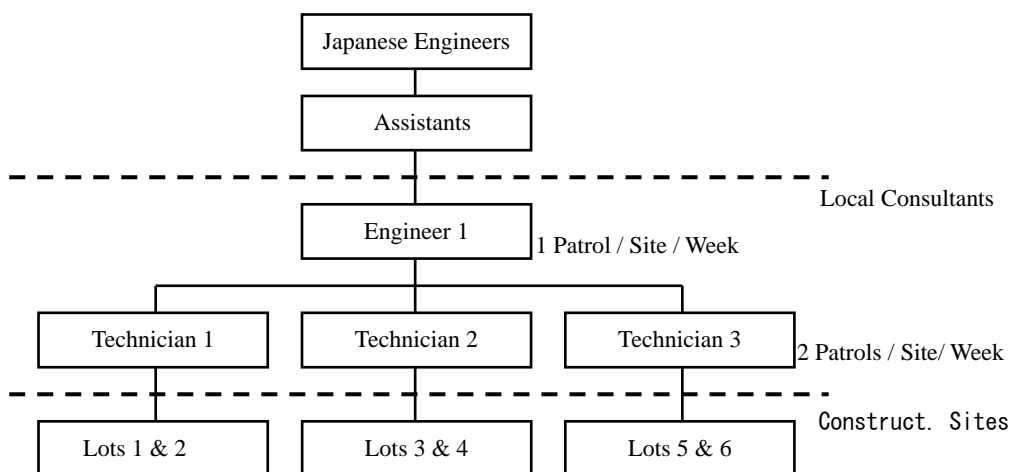 Japanese Engineers
Assistants
Local Consultants
Engineer 1
1 Patrol / Site / Week
Technician 1
Technician 2
Technician 3
2 Patrols / Site/ Week
Construct. Sites
Lots 1 & 2
Lots 3 & 4
Lots 5 & 6